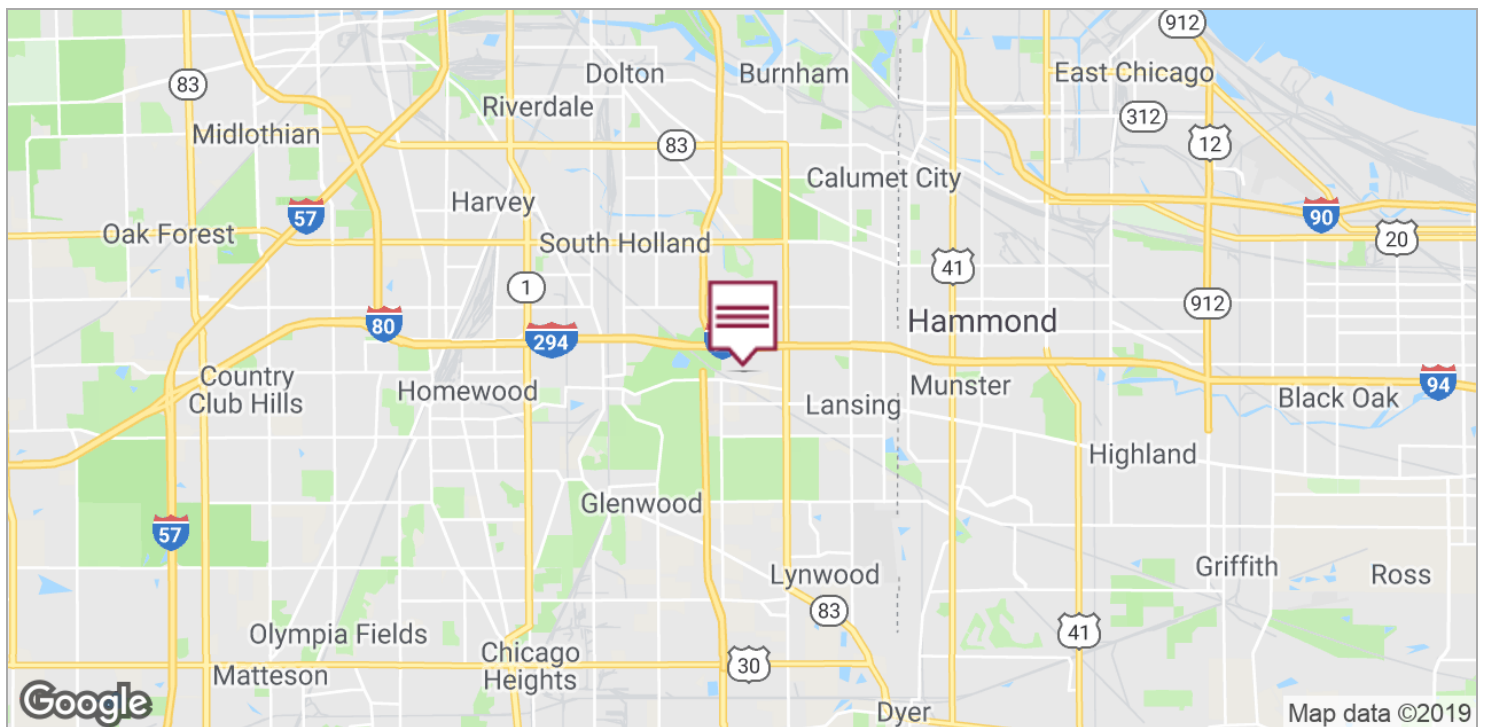 912
Dolton
Burnham
East Chicago
83
Riverdale
312
Midlothian
83
12
Calumet City
Harvey
57
90
Oak Forest
South Holland
20
41
1
912
Hammond
80
294
Country
Club Hills
Homewood
Munster
94
Black Oak
Lansing
Highland
Glenwood
57
Griffith
Ross
Lynwood
83
Olympia Fields
41
Chicago
Heights
30
Matteson
Google
Dyer
Map data ©2019